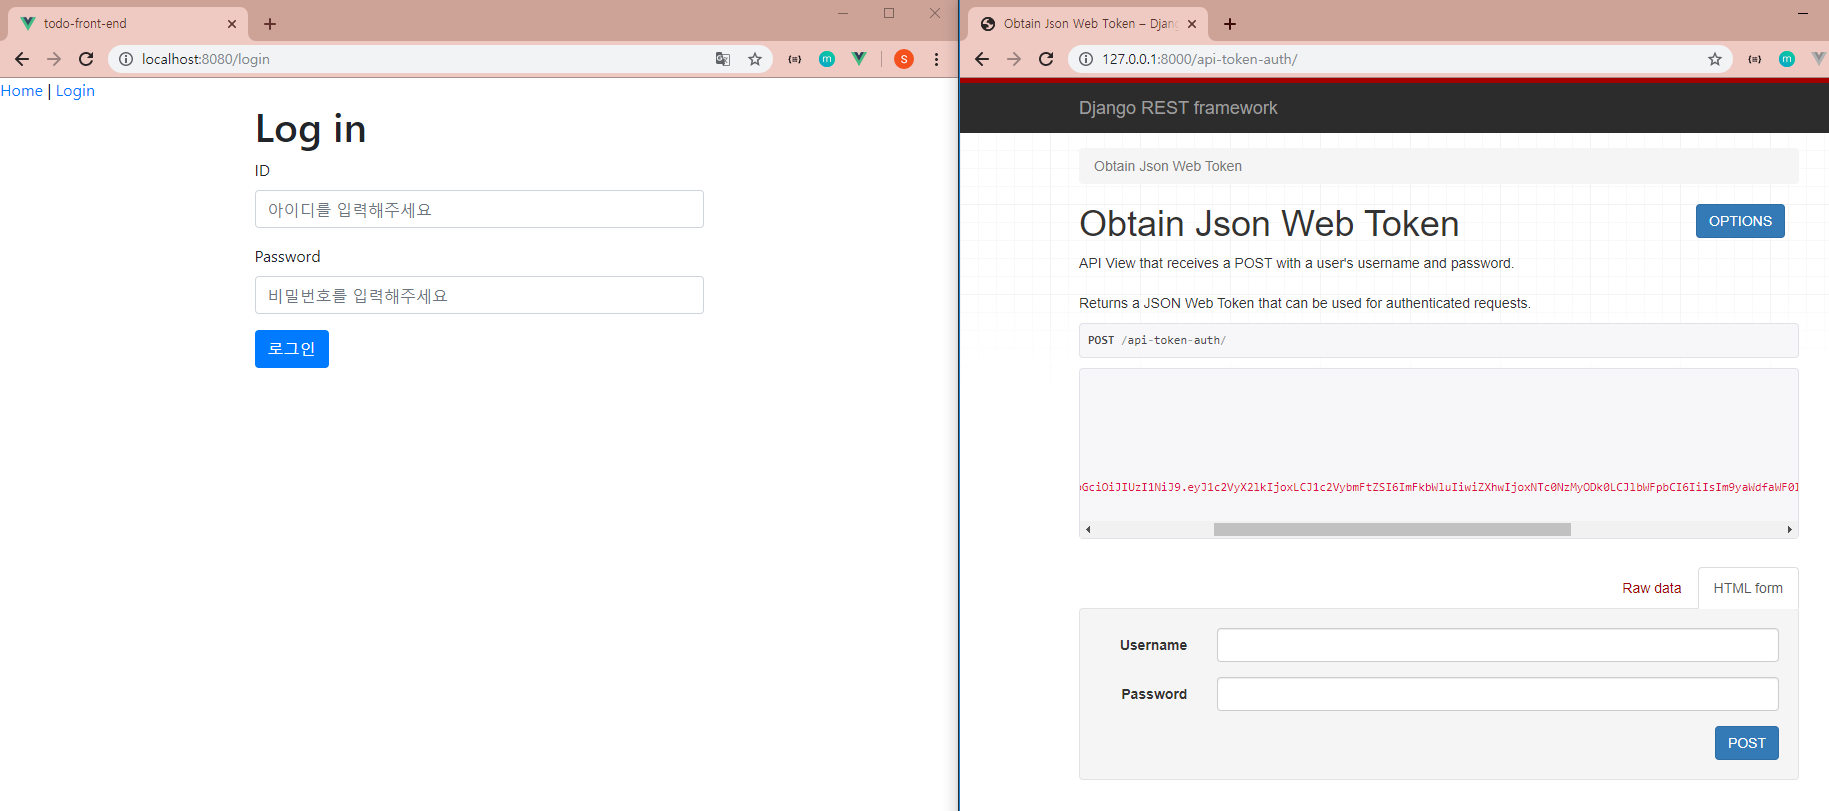 todo-front-end
localhost:8080/login
S
Home | Login
Log in
ID
아이디를 입력해주세요
Password
비밀번호를 입력해주세요
로그인
Obtain Json Web Token – Djang
127.0.0.1:8000/api-token-auth/
Django REST framework
Obtain Json Web Token
Obtain Json Web Token
OPTIONS
API View that receives a POST with a user's username and password.
Returns a JSON Web Token that can be used for authenticated requests.
POST /api-token-auth/
GciOiJIUzI1NiJ9.eyJ1c2VyX2lkIjoxLCJ1c2VybmFtZSI6ImFkbWluIiwiZXhwIjoxNTc0NzMyODk0LCJlbWFpbCI6IiIsIm9yaWdfaWF0I
Raw data
HTML form
Username
Password
POST